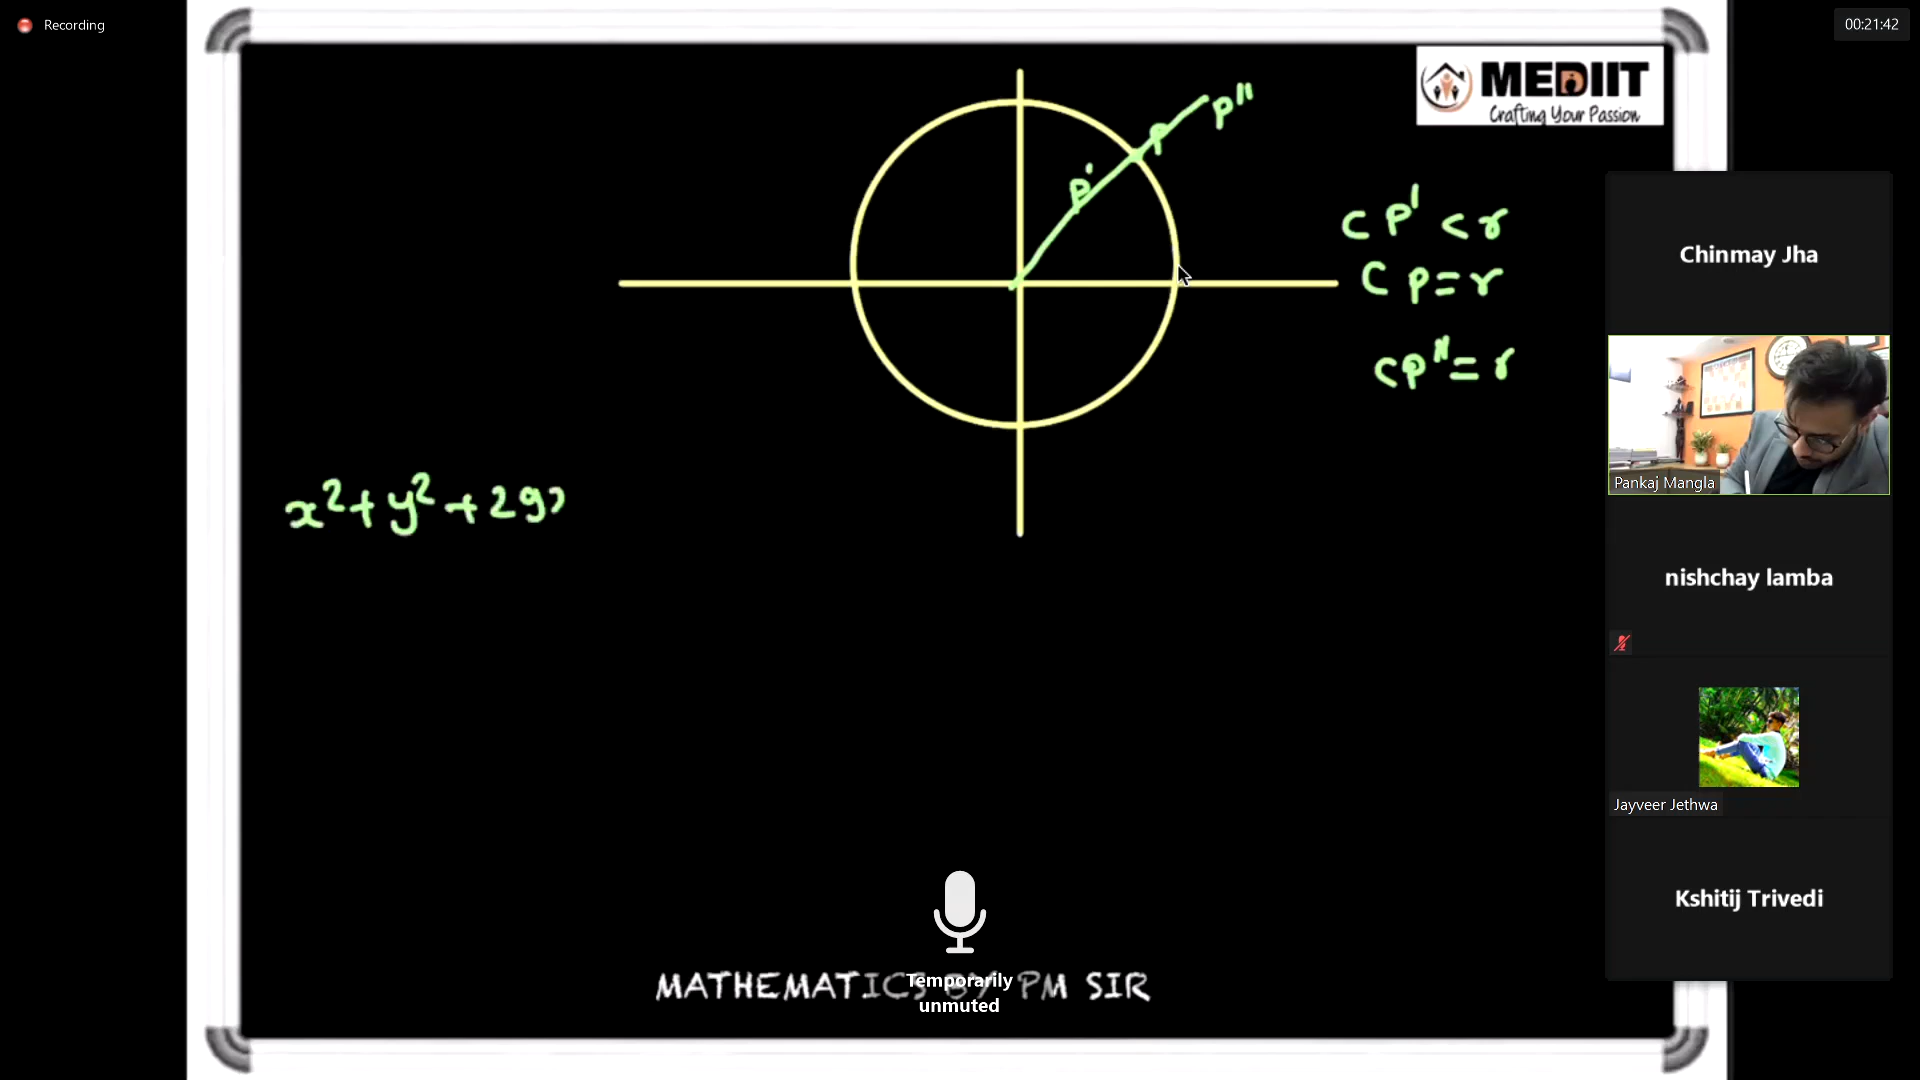 Recording
00:21:42
MEDIIT
Crafting Your Passion
P"
P
P'
CP' < r
CP = r
CP" = r
x² + y² + 2g
Chinmay Jha
Pankaj Mangla
nishchay lamba
Jayveer Jethwa
Kshitij Trivedi
MATHEMATICS BY PM SIR
Temporarily
unmuted